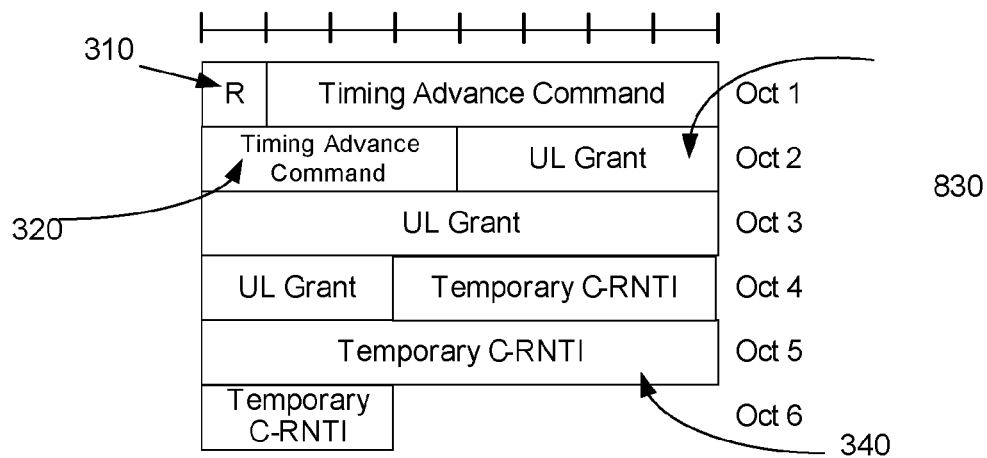 310
R
Timing Advance Command
Oct 1
Timing Advance
Command
UL Grant
Oct 2
830
320
UL Grant
Oct 3
UL Grant
Temporary C-RNTI
Oct 4
Temporary C-RNTI
Oct 5
Temporary
C-RNTI
Oct 6
340